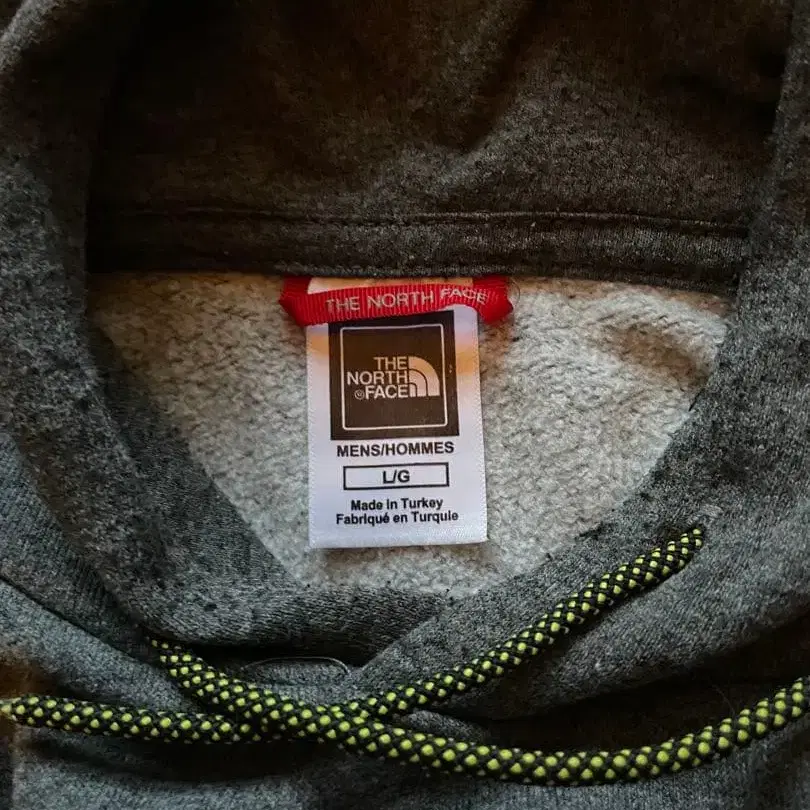 THE NORTH FACE
THE
NORTH
FACE
MENS/HOMMES
L/G
Made in Turkey
Fabriqué en Turquie